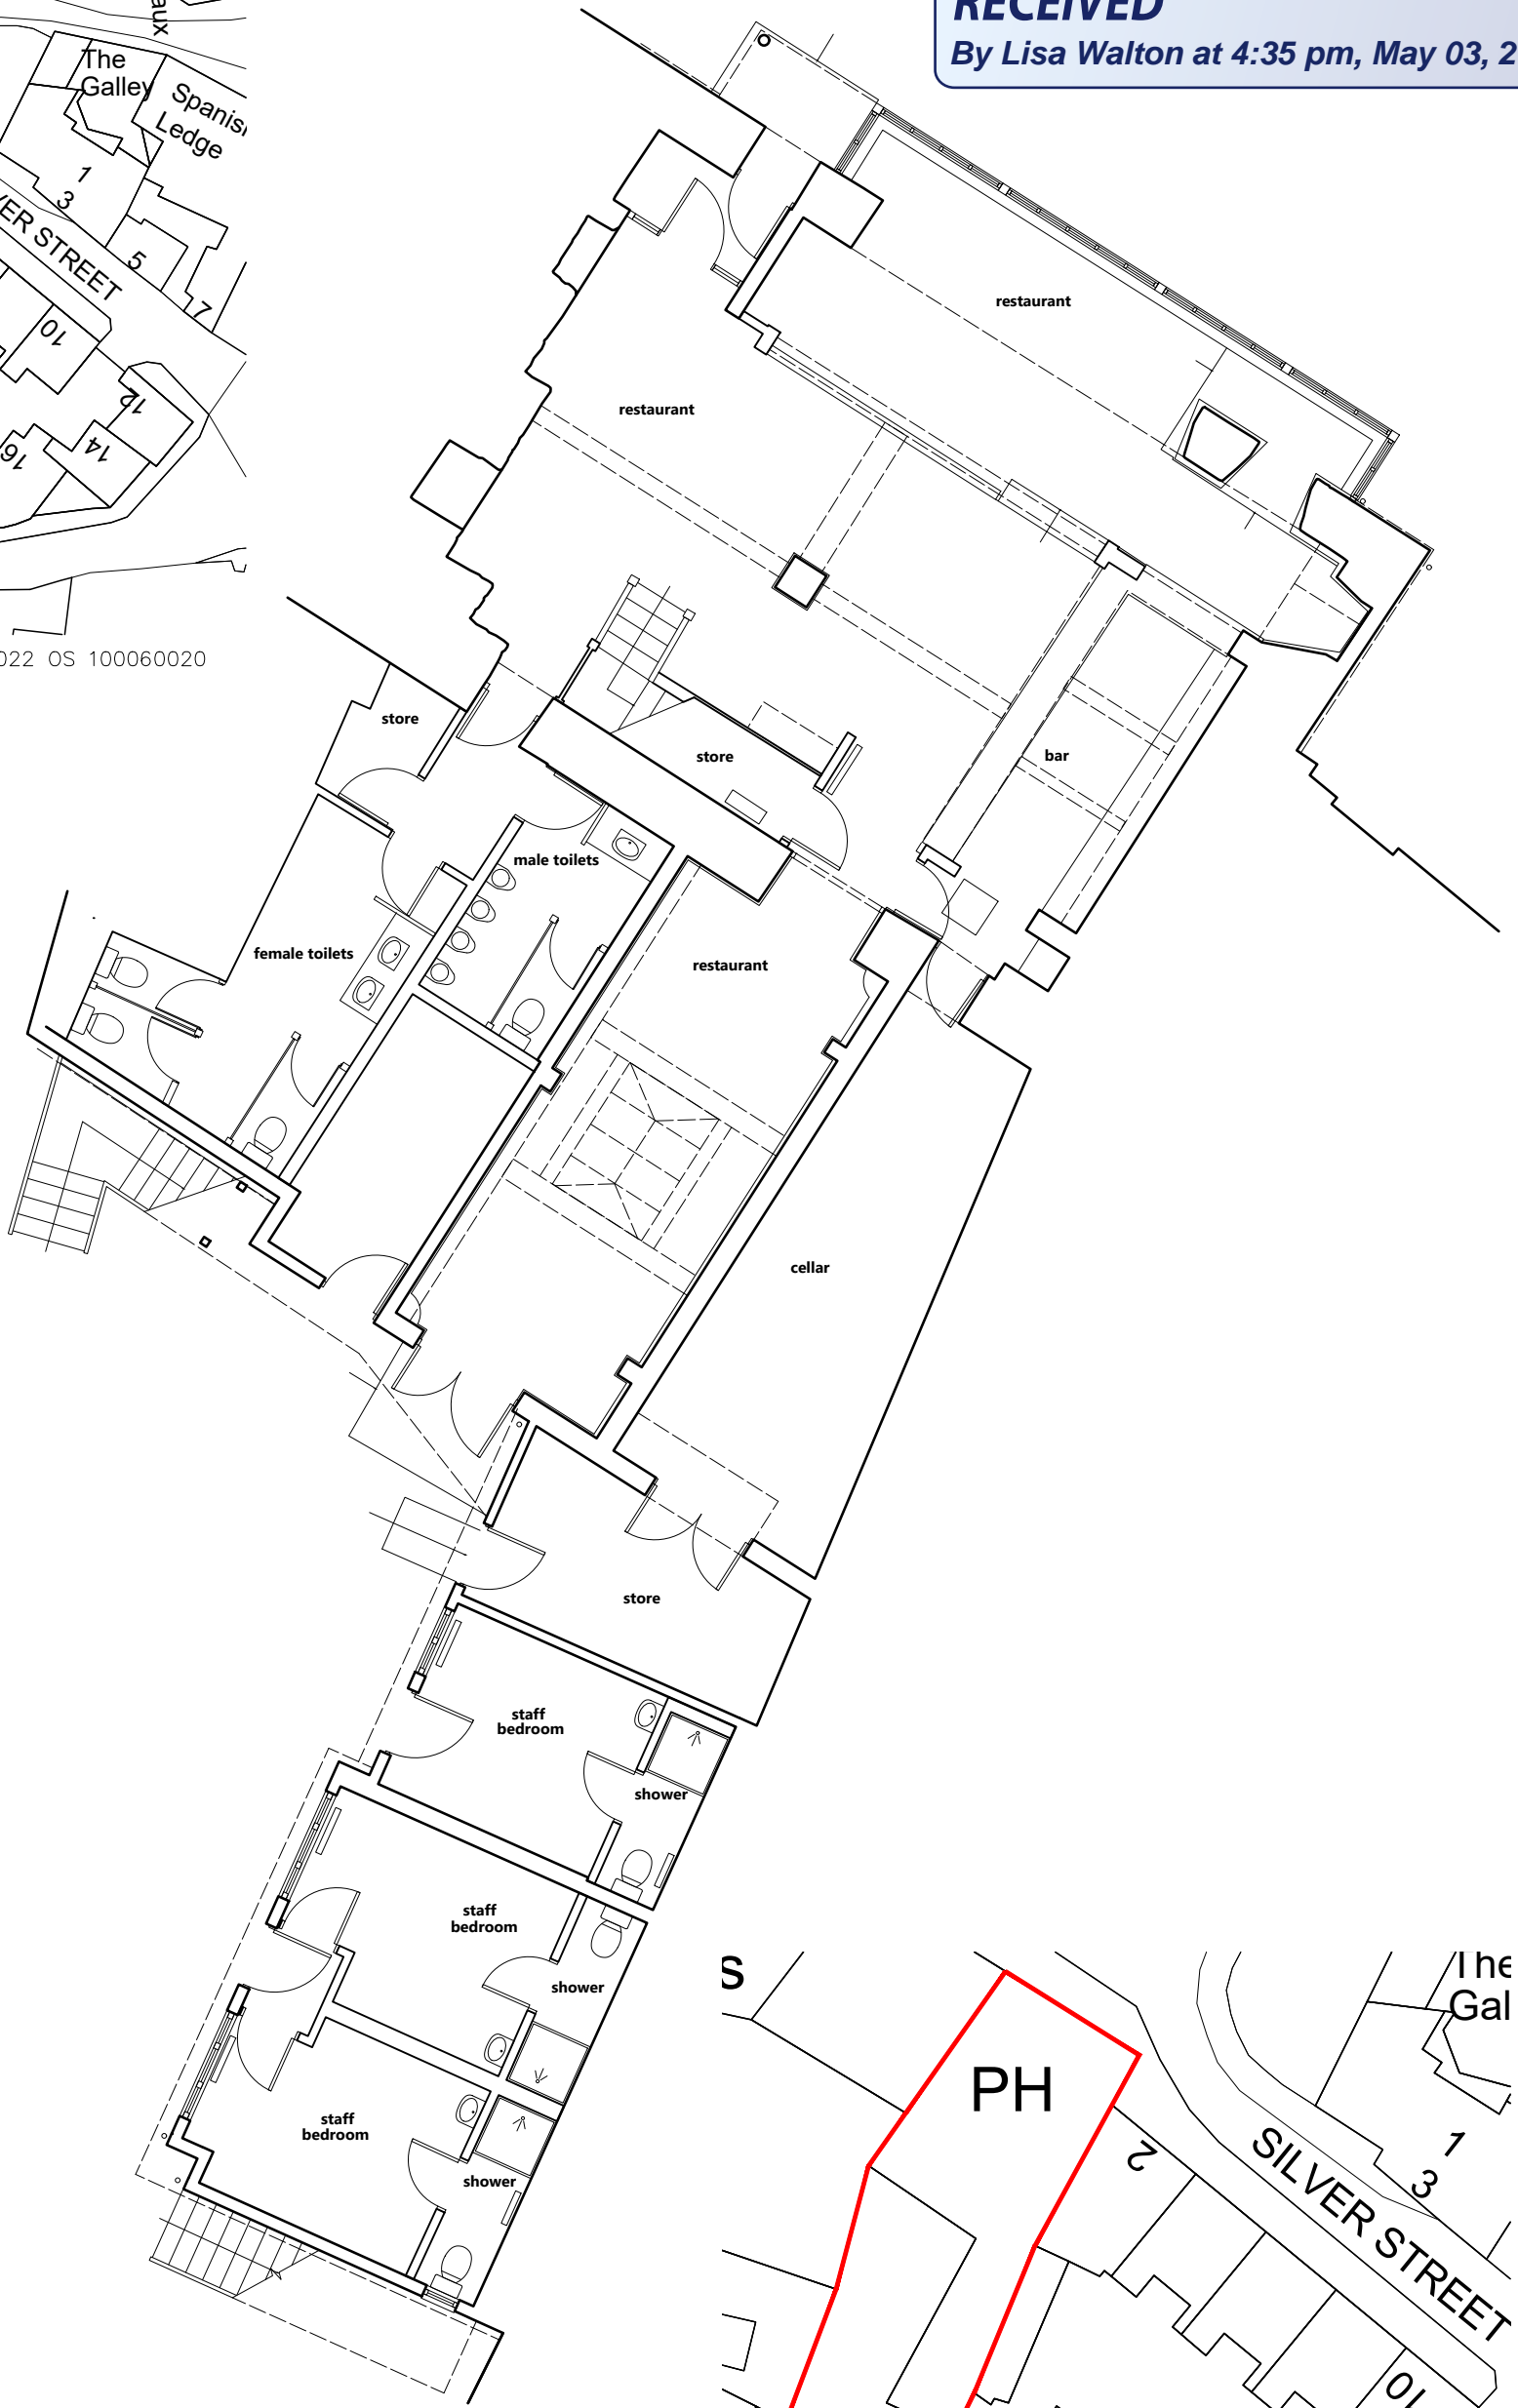 RECEIVED
By Lisa Walton at 4:35 pm, May 03, 2
The
Galley
Spanis
Ledge
1
3
5
7
ER STREET
10
12
14
16
022 OS 100060020
restaurant
restaurant
store
store
bar
male toilets
female toilets
restaurant
cellar
store
staff
bedroom
shower
staff
bedroom
shower
staff
bedroom
shower
s
The
Gal
PH
2
SILVER STREET
1
3
10